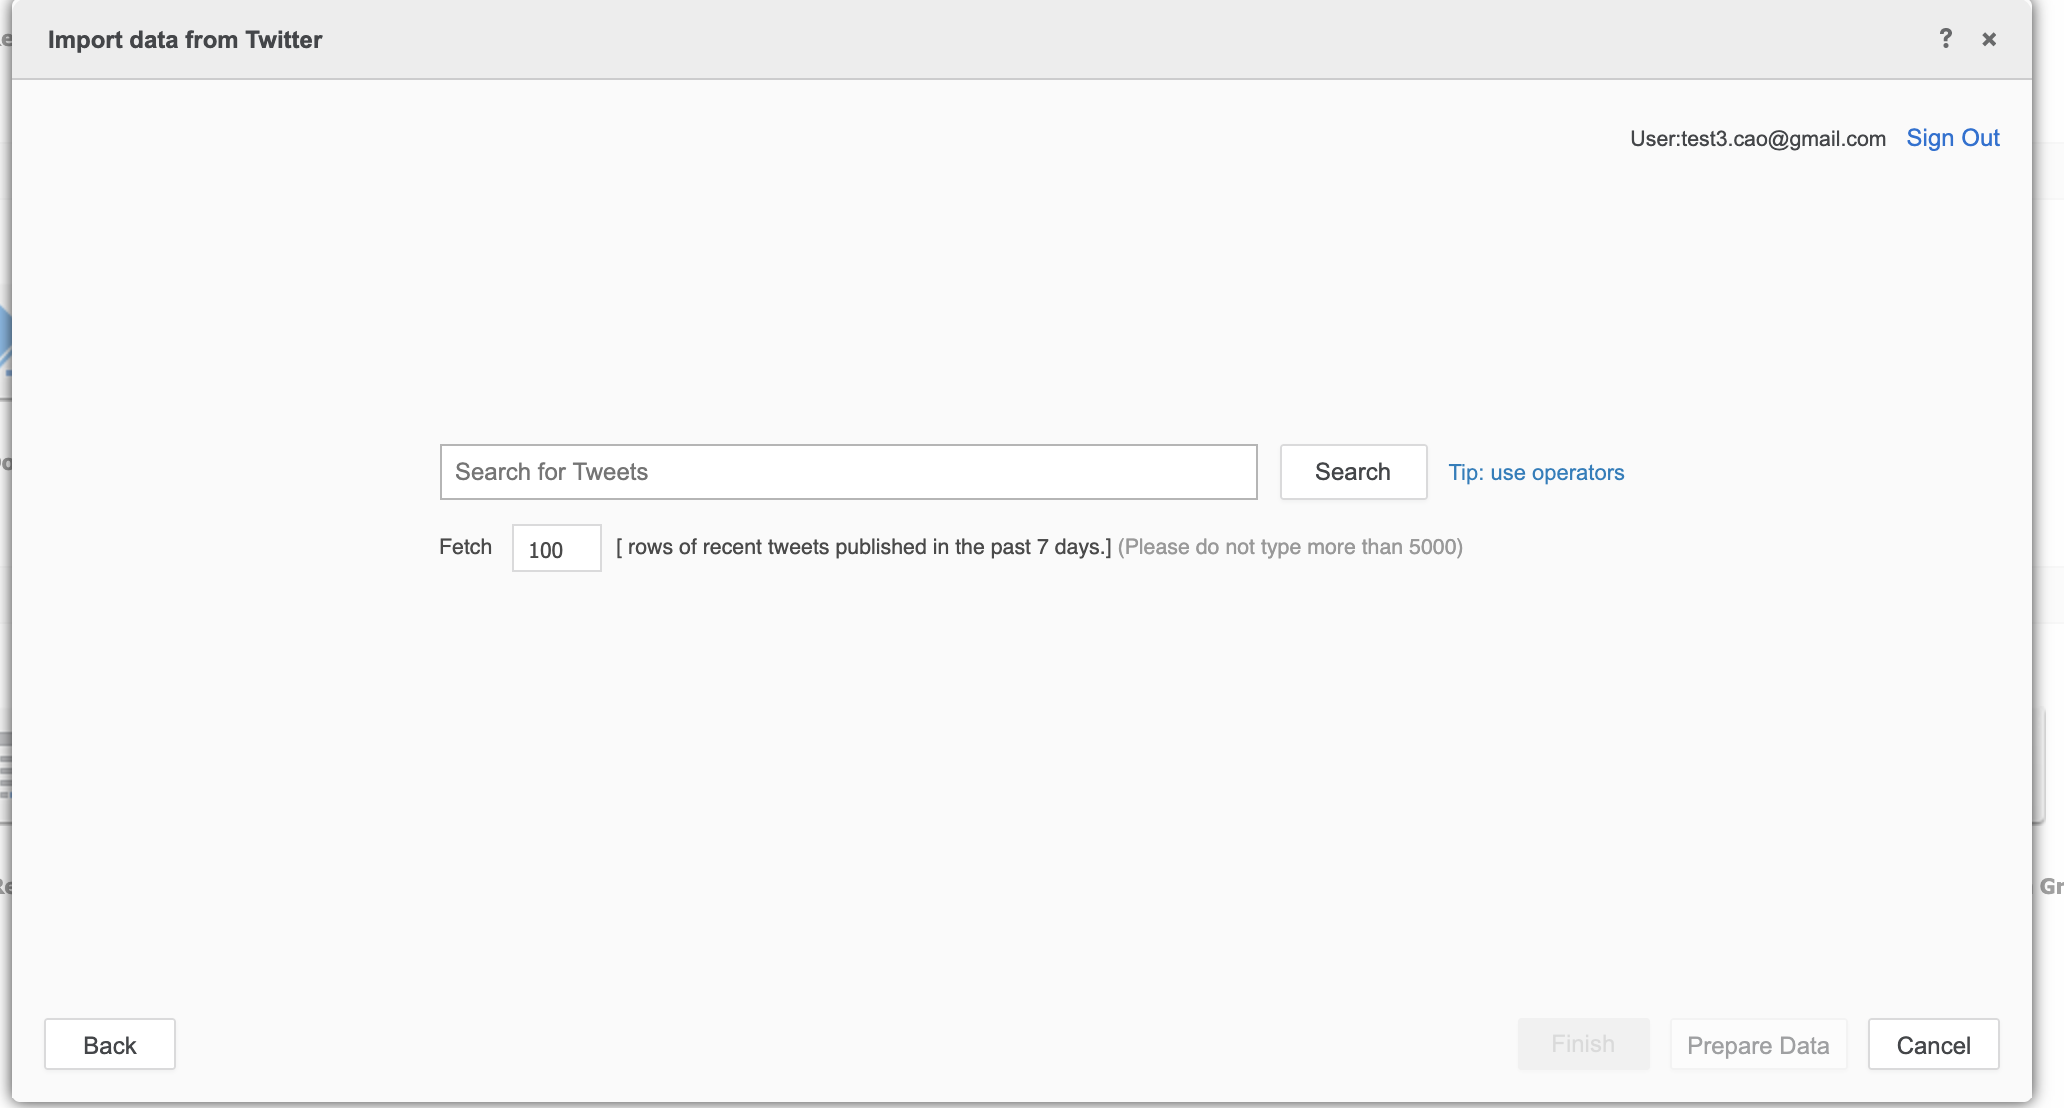 Import data from Twitter ? ×
User:test3.cao@gmail.com Sign Out
Search for Tweets Search Tip: use operators
Fetch 100 [ rows of recent tweets published in the past 7 days.] (Please do not type more than 5000)
Gr
Back Finish Prepare Data Cancel